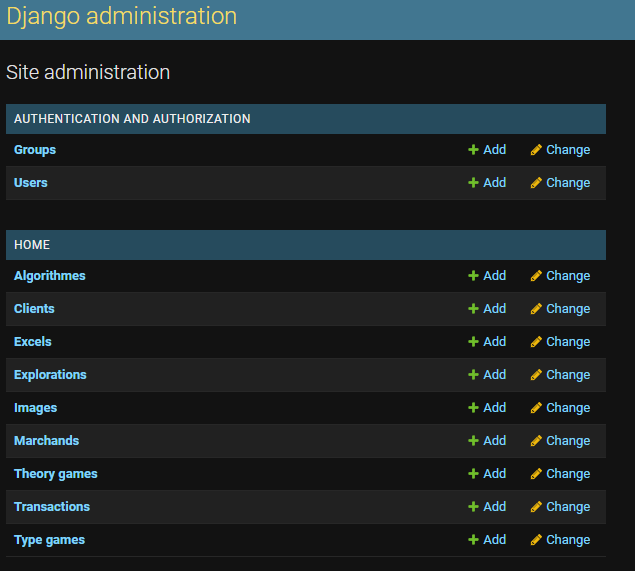 Django administration
Site administration
AUTHENTICATION AND AUTHORIZATION
Groups Add Change
Users Add Change
HOME
Algorithmes Add Change
Clients Add Change
Excels Add Change
Explorations Add Change
Images Add Change
Marchands Add Change
Theory games Add Change
Transactions Add Change
Type games Add Change